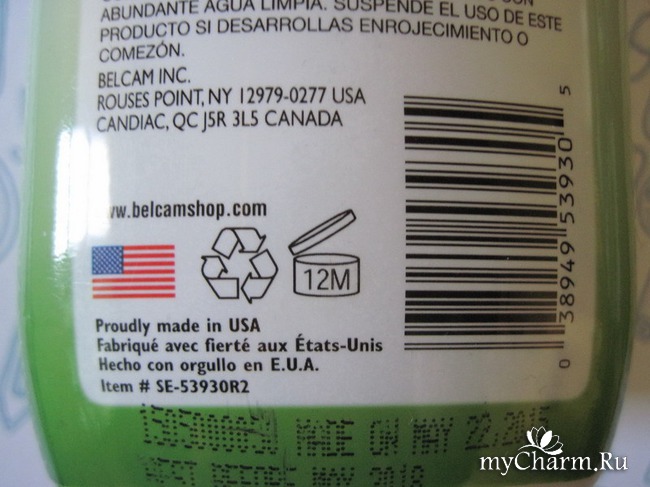 ABUNDANTE AGUA LIMPIA. SUSPENDE EL USO DE ESTE
PRODUCTO SI DESARROLLAS ENROJECIMIENTO O
COMEZÓN.
BELCAM INC.
ROUSES POINT, NY 12979-0277 USA
CANDIAC, QC J5R 3L5 CANADA
www.belcamshop.com
12M
0 38949 53930 5
Proudly made in USA
Fabriqué avec fierté aux États-Unis
Hecho con orgullo en E.U.A.
Item # SE-53930R2
MADE ON MAY 22, 2015
BEST BEFORE MAY 2018
myCharm.Ru